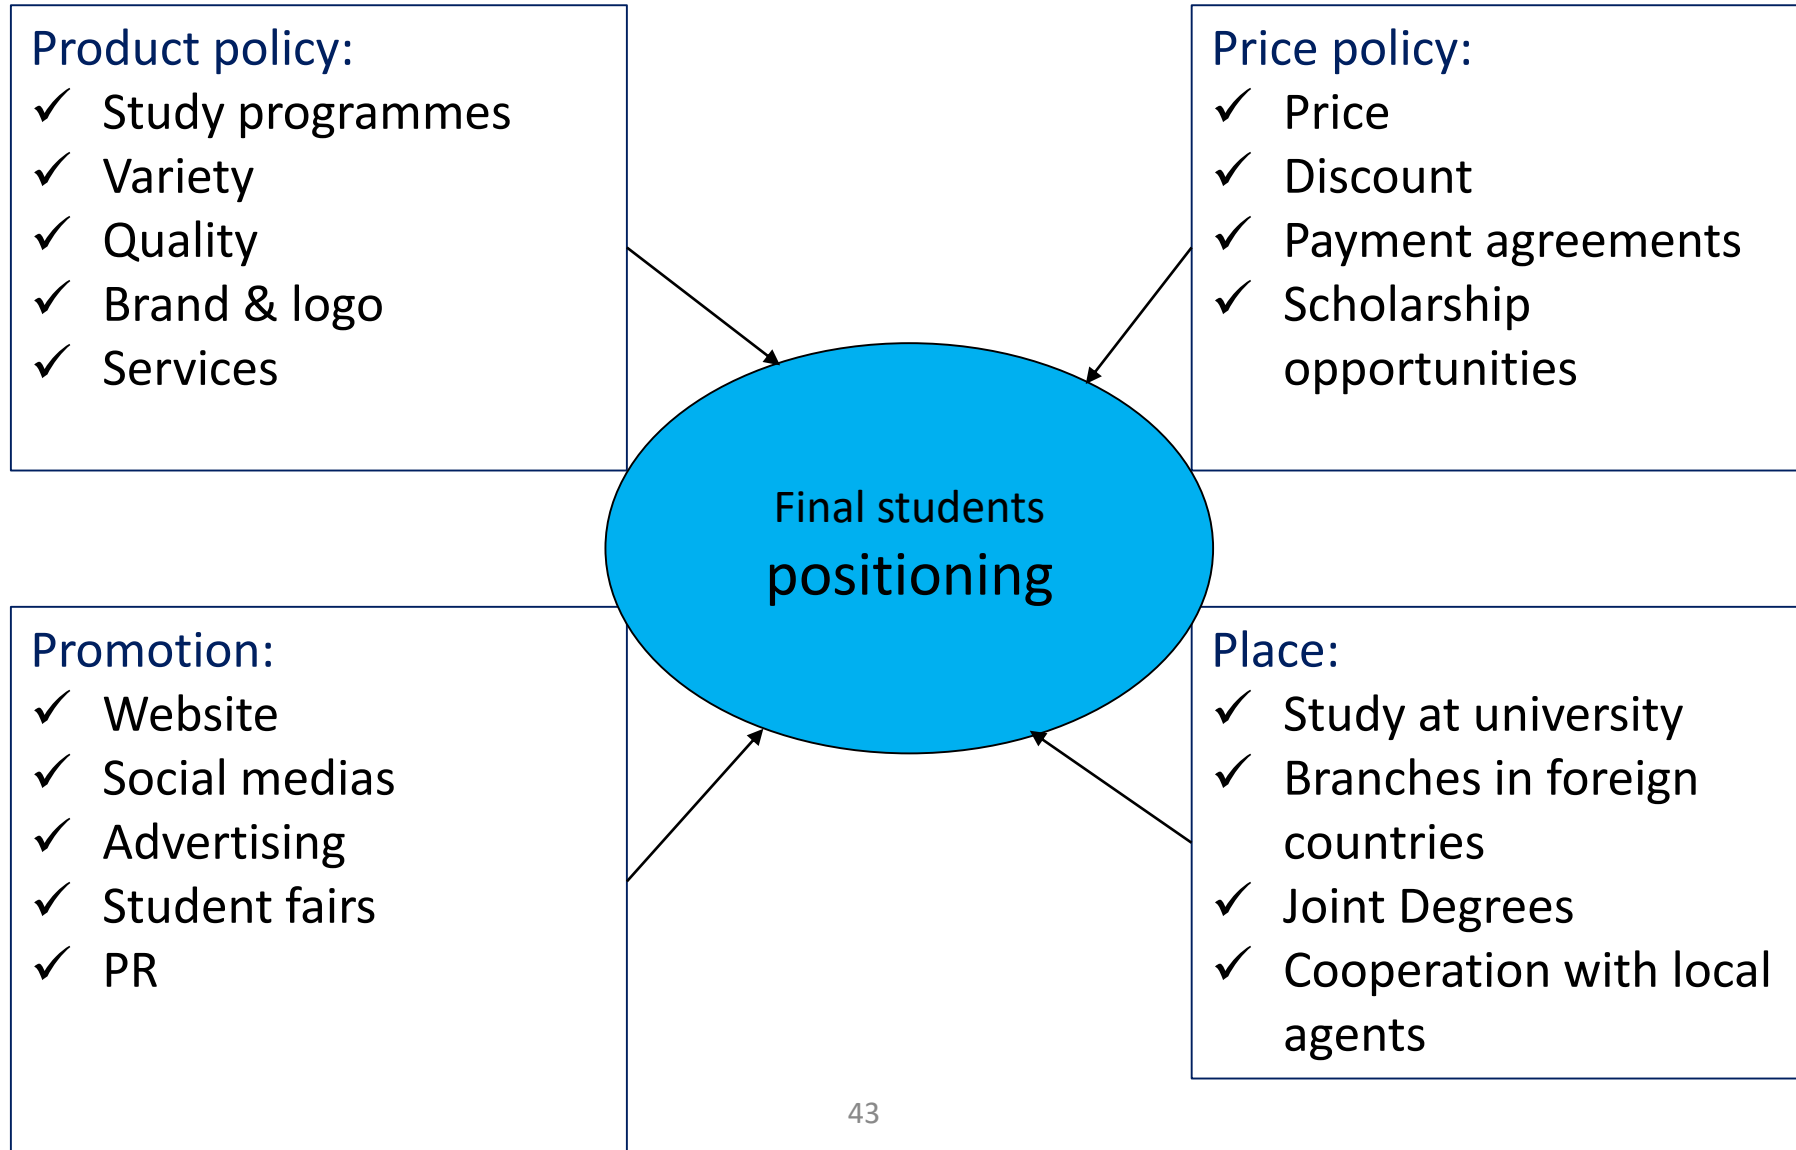 Product policy:
✓ Study programmes
✓ Variety
✓ Quality
✓ Brand & logo
✓ Services
Price policy:
✓ Price
✓ Discount
✓ Payment agreements
✓ Scholarship
opportunities
Final students
positioning
Promotion:
✓ Website
✓ Social medias
✓ Advertising
✓ Student fairs
✓ PR
Place:
✓ Study at university
✓ Branches in foreign
countries
✓ Joint Degrees
✓ Cooperation with local
agents
43